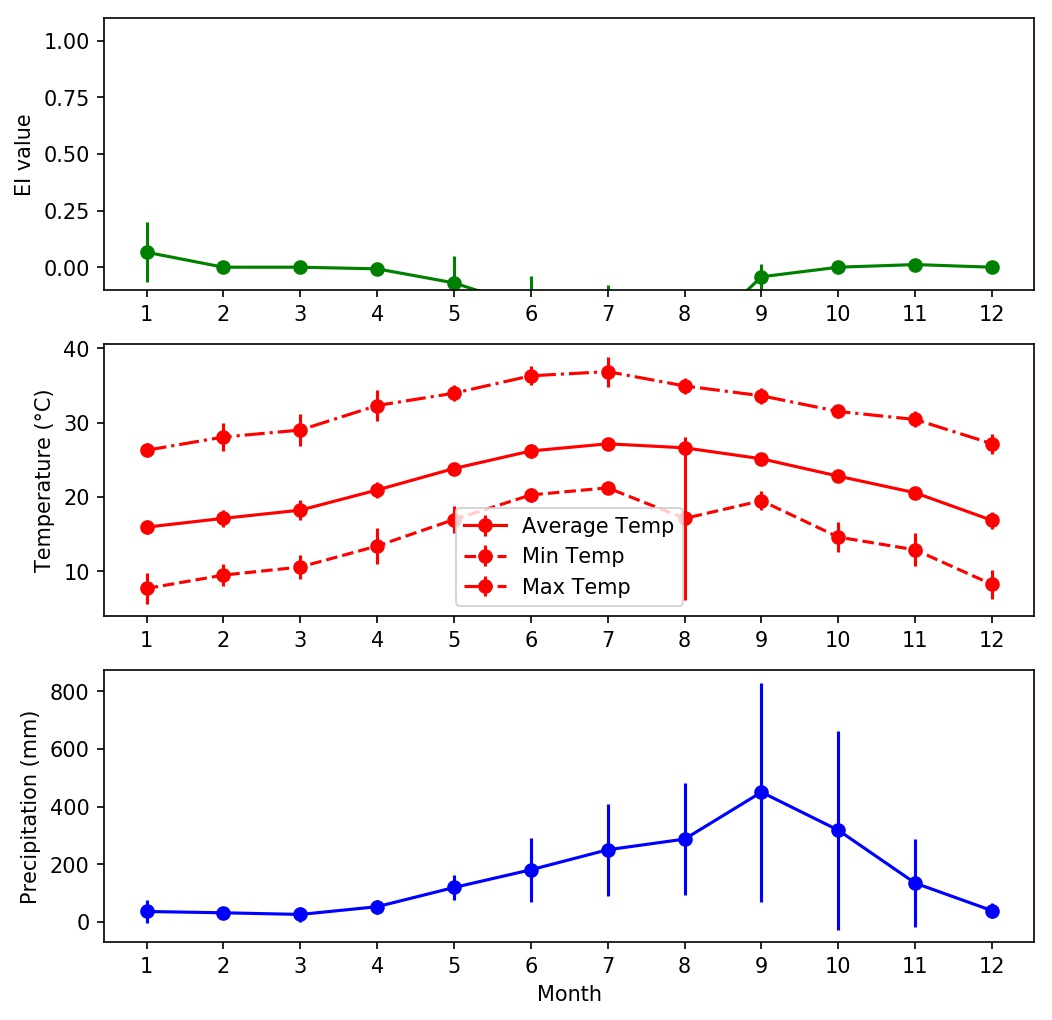 EI value
1.00
0.75
0.50
0.25
0.00
1 2 3 4 5 6 7 8 9 10 11 12
Temperature (°C)
40
30
20
10
Average Temp
Min Temp
Max Temp
1 2 3 4 5 6 7 8 9 10 11 12
Precipitation (mm)
800
600
400
200
0
1 2 3 4 5 6 7 8 9 10 11 12
Month